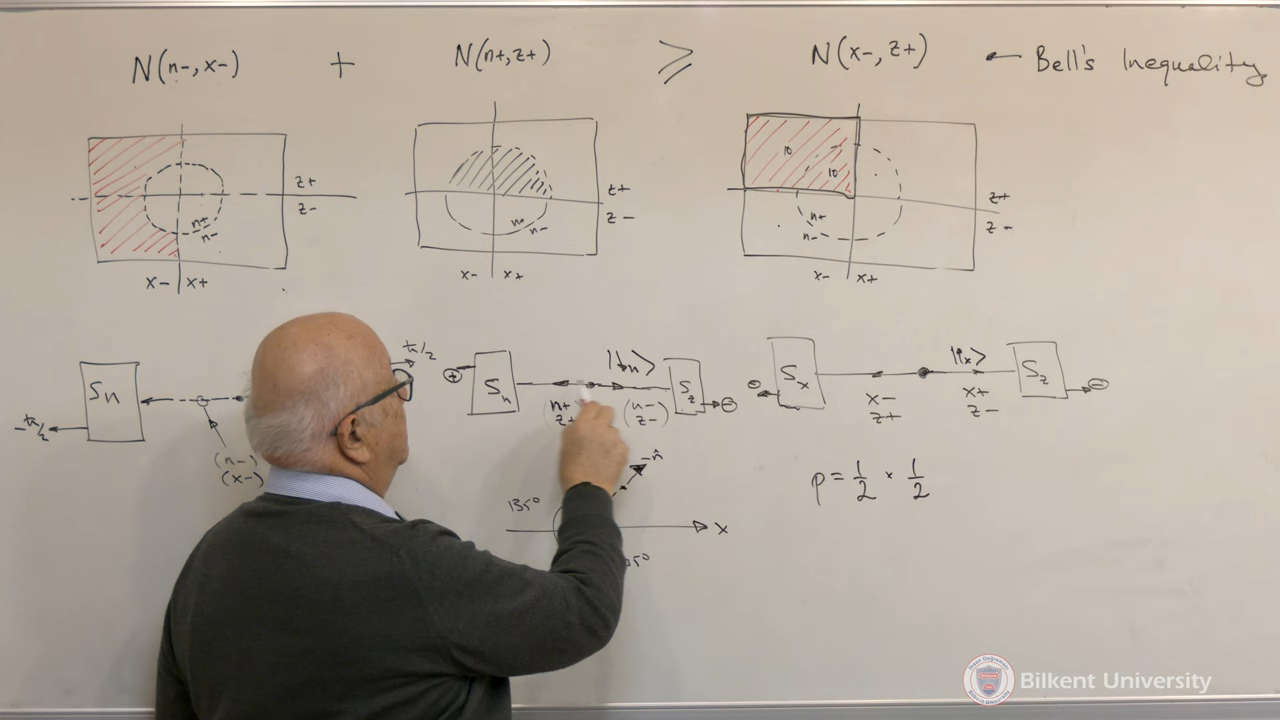 N(n-, x-) + N(n+, z+) ≥ N(x-, z+) ← Bell's Inequality
z+
z-
n+
n-
x- x+
z+
z-
n-
x- x+
10
10
z+
z-
n+
n-
x- x+
Sn
-ħ/2
(n-)
(x-)
ħ/2
⊕
Sn
n+
z+
(n-
z-)
Sz
⊖
⊖
Sx
x-
z+
|↑x>
x+
z-
Sz
⊖
-n̂
135°
x
p = 1/2 × 1/2
Bilkent University